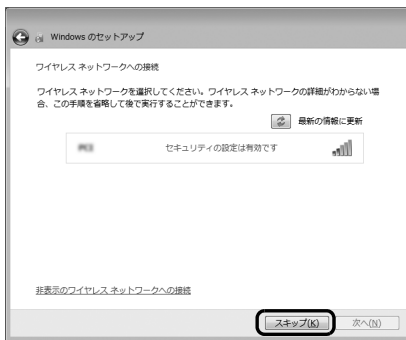 Windows のセットアップ
ワイヤレス ネットワークへの接続
ワイヤレス ネットワークを選択してください。ワイヤレス ネットワークの詳細がわからない場
合、この手順を省略して後で実行することができます。
最新の情報に更新
セキュリティの設定は有効です
非表示のワイヤレス ネットワークへの接続
スキップ(K) 次へ(N)